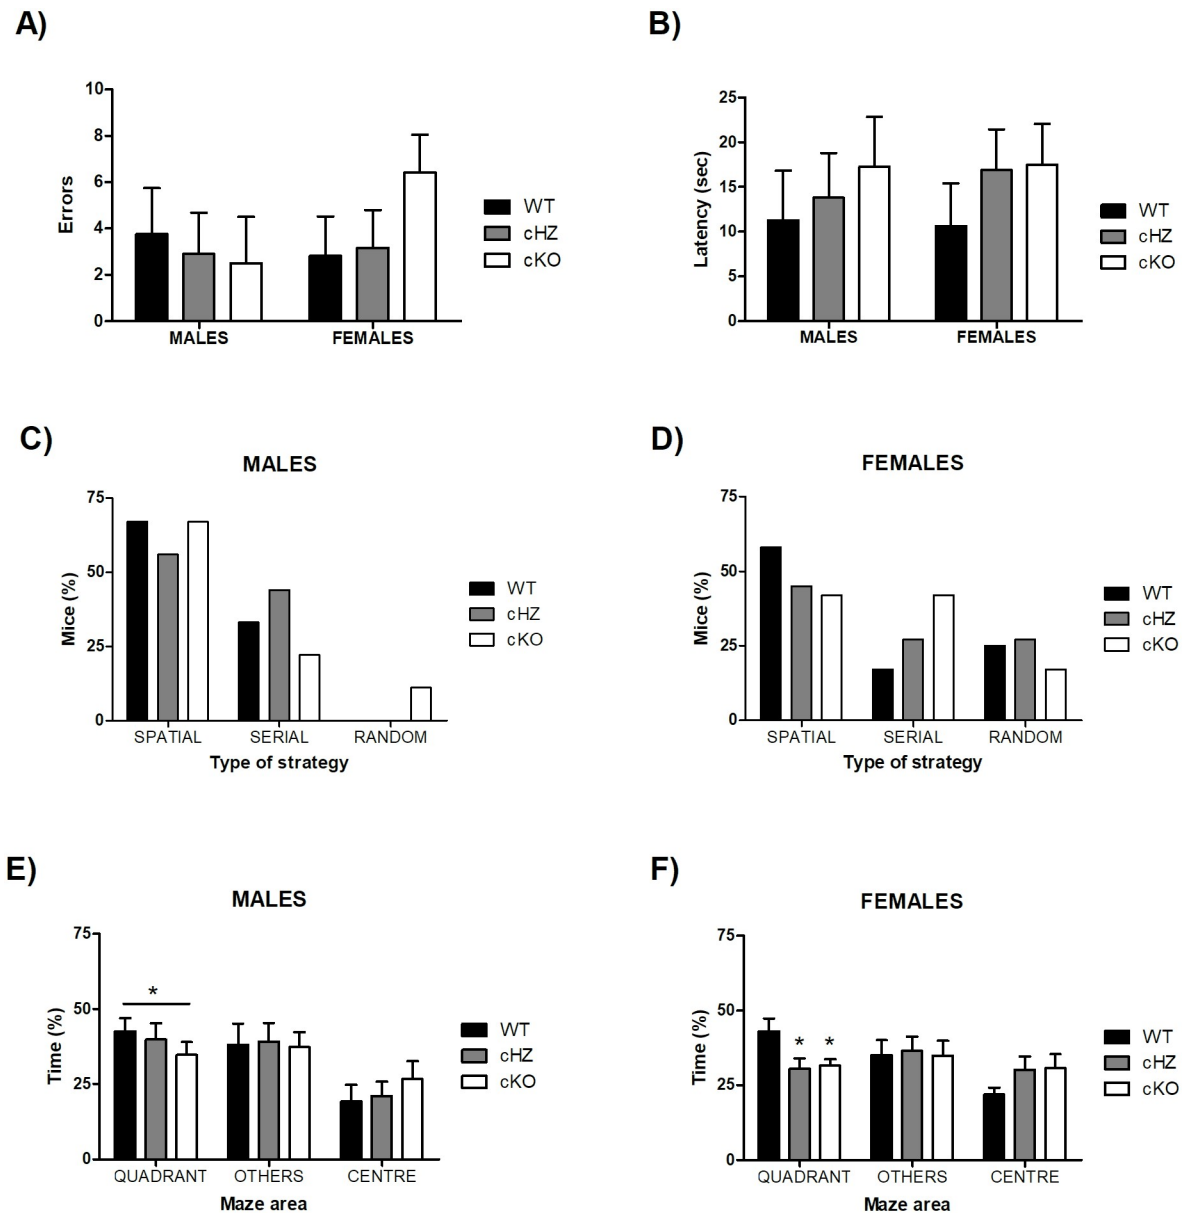 A)
10
8
6
4
2
0
Errors
MALES FEMALES
WT
cHZ
cKO
B)
25
20
15
10
5
0
Latency (sec)
MALES FEMALES
WT
cHZ
cKO
C)
MALES
75
50
25
0
Mice (%)
SPATIAL SERIAL RANDOM
Type of strategy
WT
cHZ
cKO
D)
FEMALES
75
50
25
0
Mice (%)
SPATIAL SERIAL RANDOM
Type of strategy
WT
cHZ
cKO
E)
MALES
75
50
25
0
Time (%)
*
QUADRANT OTHERS CENTRE
Maze area
WT
cHZ
cKO
F)
FEMALES
75
50
25
0
Time (%)
* *
QUADRANT OTHERS CENTRE
Maze area
WT
cHZ
cKO